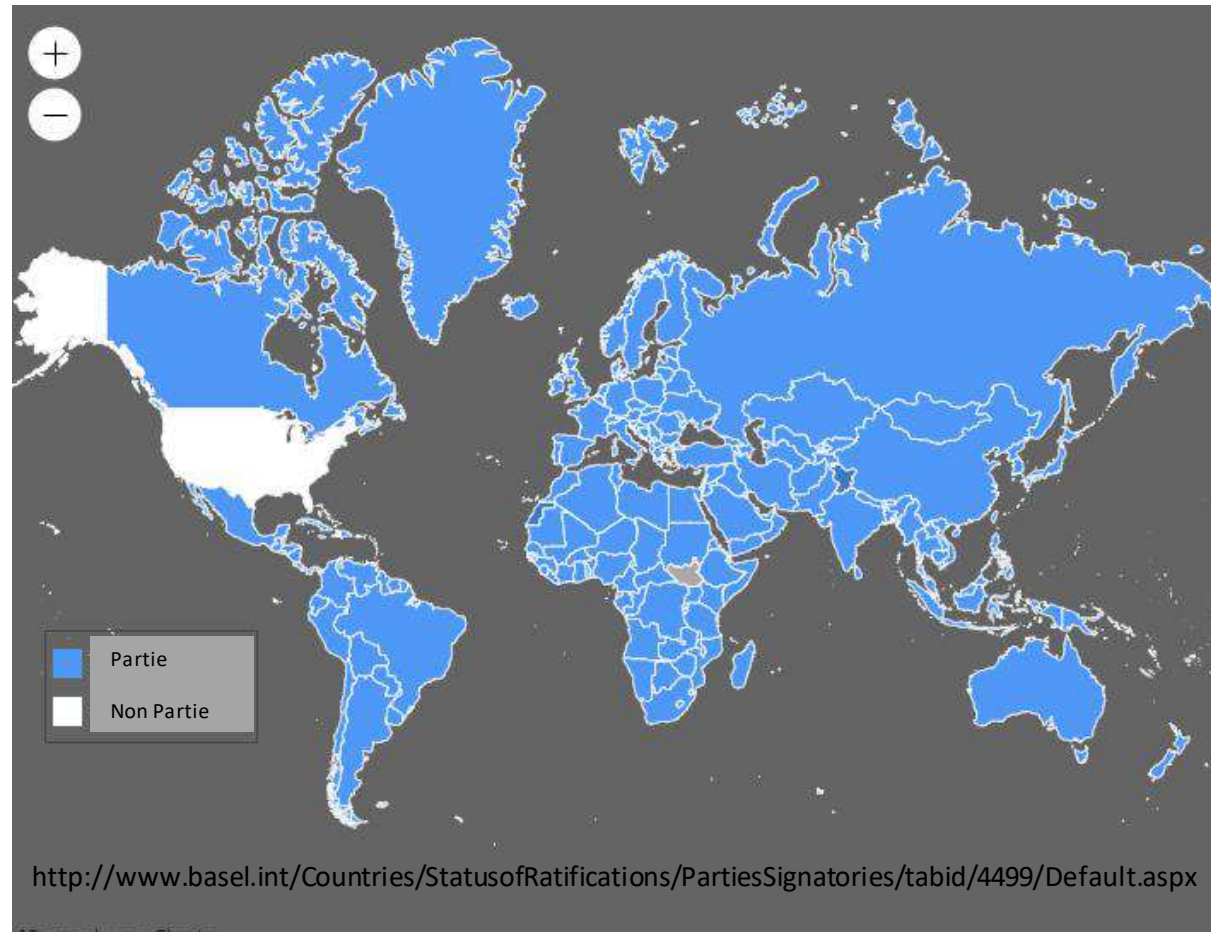 Partie
Non Partie
http://www.basel.int/Countries/StatusofRatifications/PartiesSignatories/tabid/4499/Default.aspx